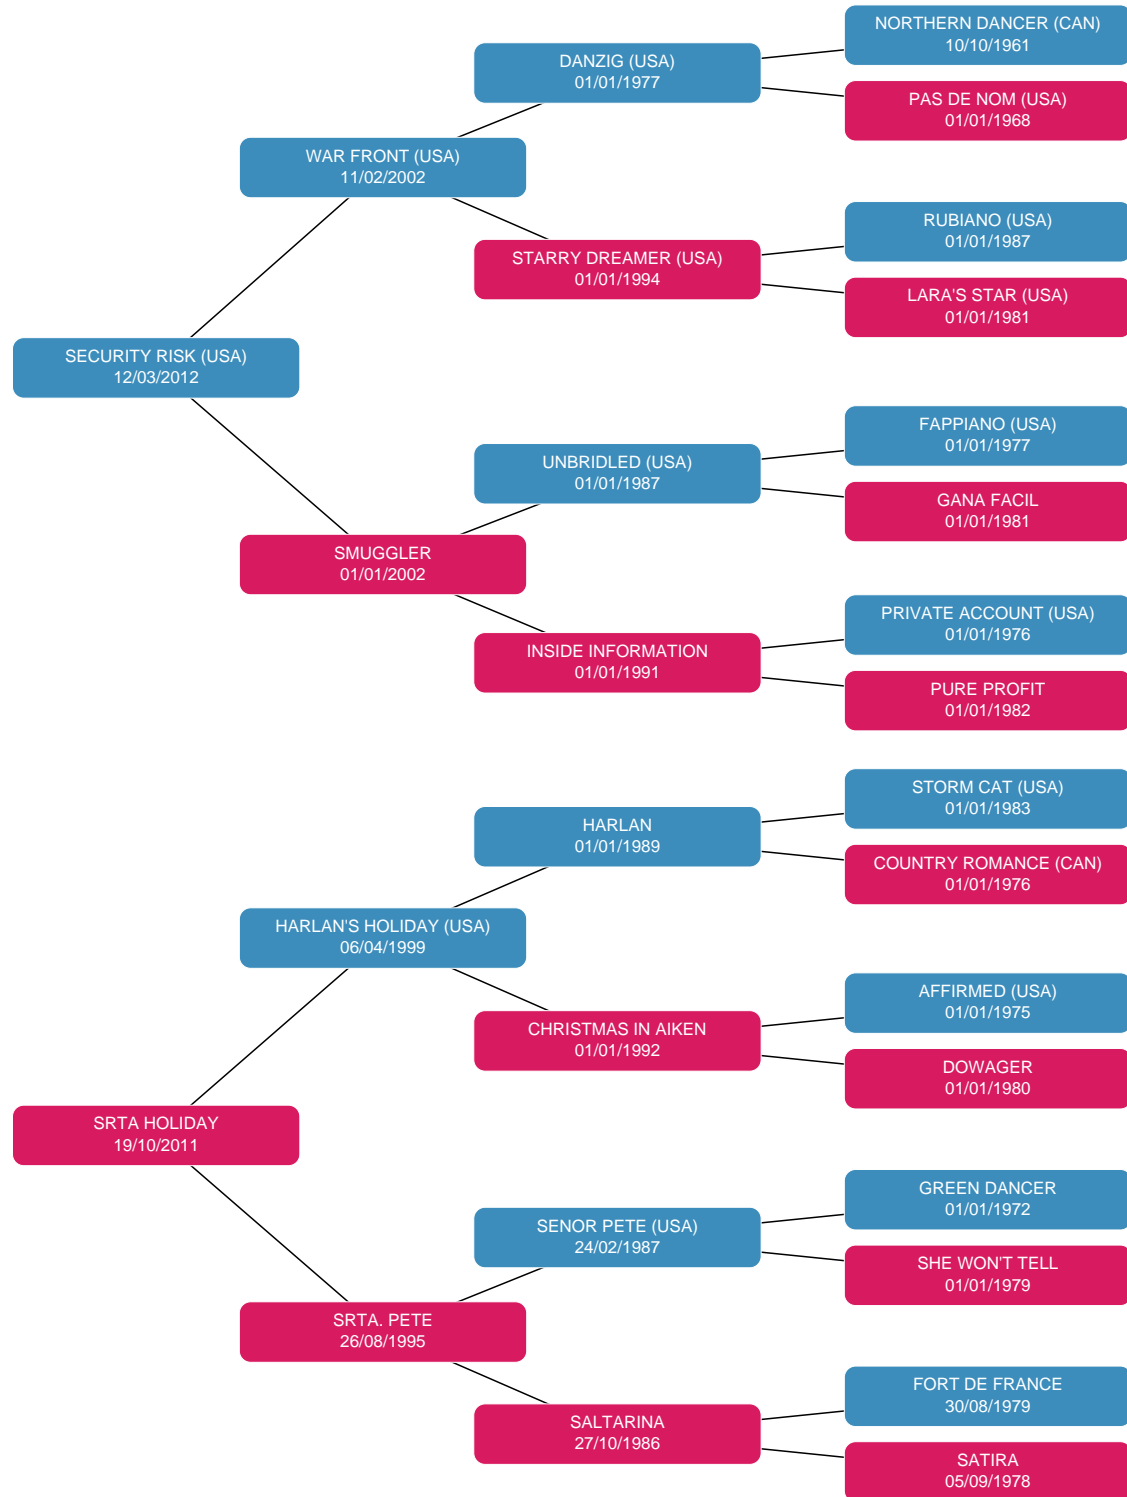 NORTHERN DANCER (CAN)
10/10/1961
DANZIG (USA)
01/01/1977
PAS DE NOM (USA)
01/01/1968
WAR FRONT (USA)
11/02/2002
RUBIANO (USA)
01/01/1987
STARRY DREAMER (USA)
01/01/1994
LARA'S STAR (USA)
01/01/1981
SECURITY RISK (USA)
12/03/2012
FAPPIANO (USA)
01/01/1977
UNBRIDLED (USA)
01/01/1987
GANA FACIL
01/01/1981
SMUGGLER
01/01/2002
PRIVATE ACCOUNT (USA)
01/01/1976
INSIDE INFORMATION
01/01/1991
PURE PROFIT
01/01/1982
STORM CAT (USA)
01/01/1983
HARLAN
01/01/1989
COUNTRY ROMANCE (CAN)
01/01/1976
HARLAN'S HOLIDAY (USA)
06/04/1999
AFFIRMED (USA)
01/01/1975
CHRISTMAS IN AIKEN
01/01/1992
DOWAGER
01/01/1980
SRTA HOLIDAY
19/10/2011
GREEN DANCER
01/01/1972
SENOR PETE (USA)
24/02/1987
SHE WON'T TELL
01/01/1979
SRTA. PETE
26/08/1995
FORT DE FRANCE
30/08/1979
SALTARINA
27/10/1986
SATIRA
05/09/1978